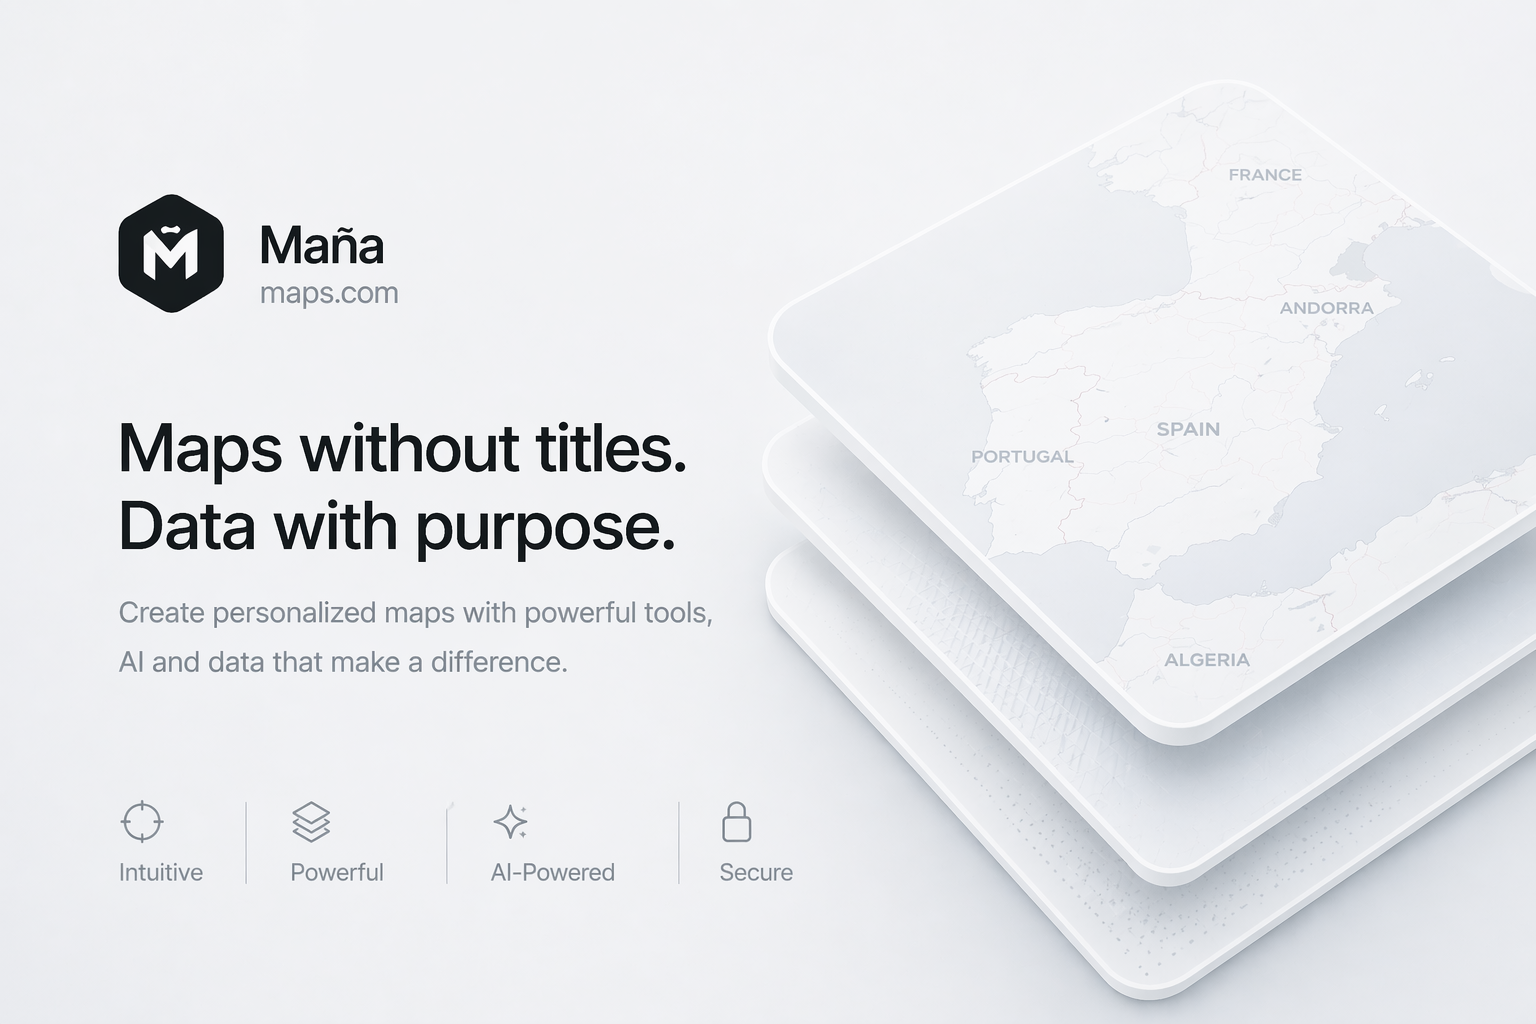 Maña
maps.com
Maps without titles.
Data with purpose.
Create personalized maps with powerful tools,
AI and data that make a difference.
Intuitive
Powerful
AI-Powered
Secure
FRANCE
ANDORRA
SPAIN
PORTUGAL
ALGERIA